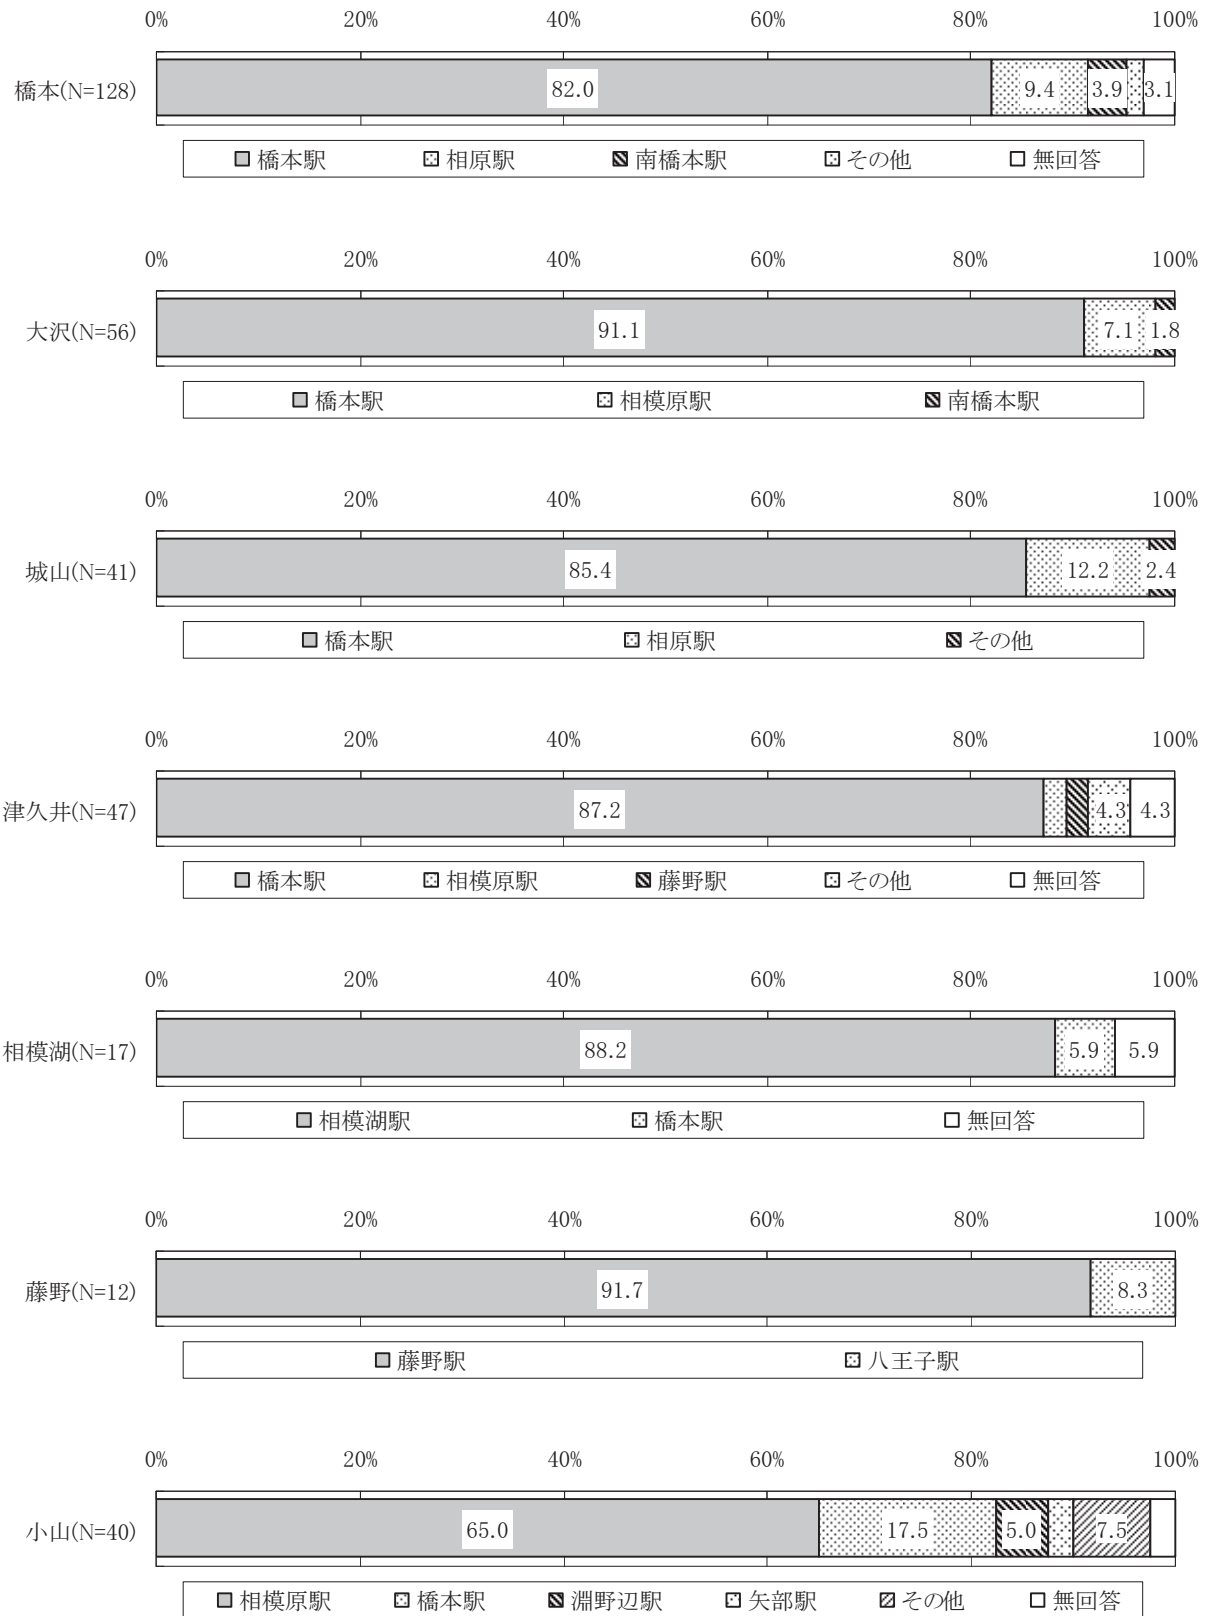 0% 20% 40% 60% 80% 100%
橋本(N=128) 82.0 9.4 3.9 3.1
橋本駅 相原駅 南橋本駅 その他 無回答
0% 20% 40% 60% 80% 100%
大沢(N=56) 91.1 7.1 1.8
橋本駅 相模原駅 南橋本駅
0% 20% 40% 60% 80% 100%
城山(N=41) 85.4 12.2 2.4
橋本駅 相原駅 その他
0% 20% 40% 60% 80% 100%
津久井(N=47) 87.2 4.3 4.3
橋本駅 相模原駅 藤野駅 その他 無回答
0% 20% 40% 60% 80% 100%
相模湖(N=17) 88.2 5.9 5.9
相模湖駅 橋本駅 無回答
0% 20% 40% 60% 80% 100%
藤野(N=12) 91.7 8.3
藤野駅 八王子駅
0% 20% 40% 60% 80% 100%
小山(N=40) 65.0 17.5 5.0 7.5
相模原駅 橋本駅 淵野辺駅 矢部駅 その他 無回答